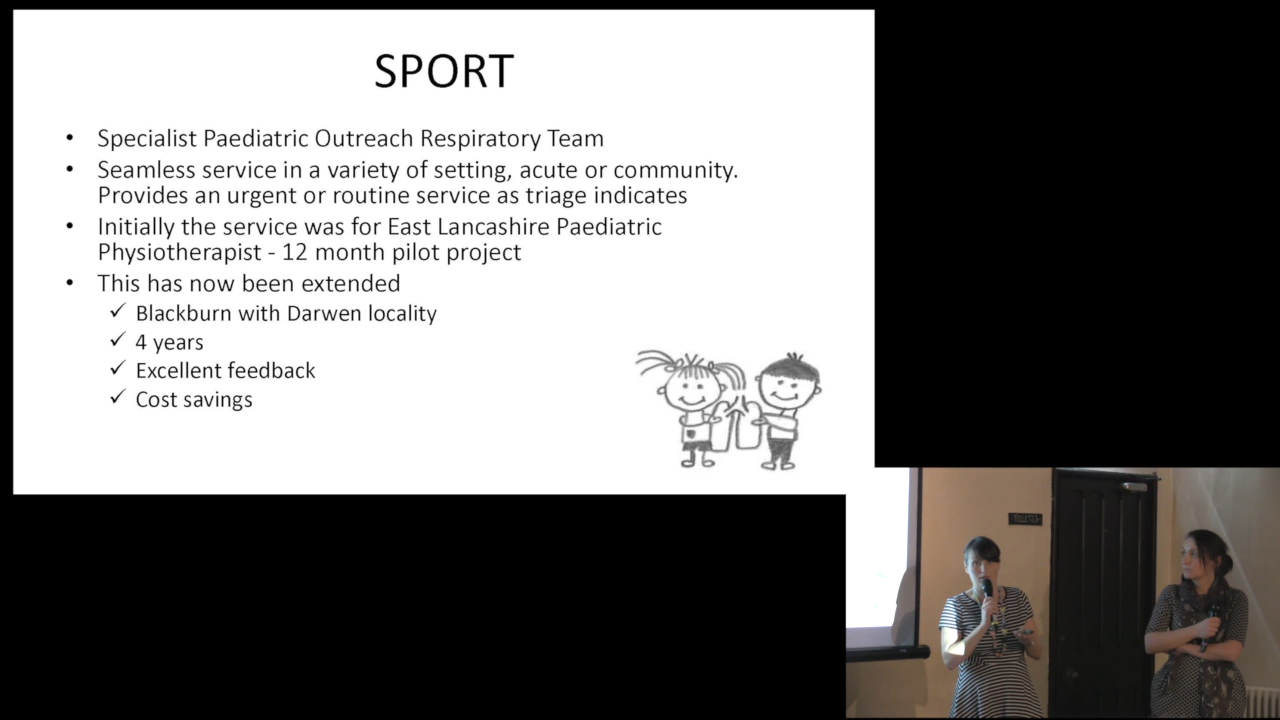 SPORT
• Specialist Paediatric Outreach Respiratory Team
• Seamless service in a variety of setting, acute or community.
Provides an urgent or routine service as triage indicates
• Initially the service was for East Lancashire Paediatric
Physiotherapist - 12 month pilot project
• This has now been extended
✓ Blackburn with Darwen locality
✓ 4 years
✓ Excellent feedback
✓ Cost savings